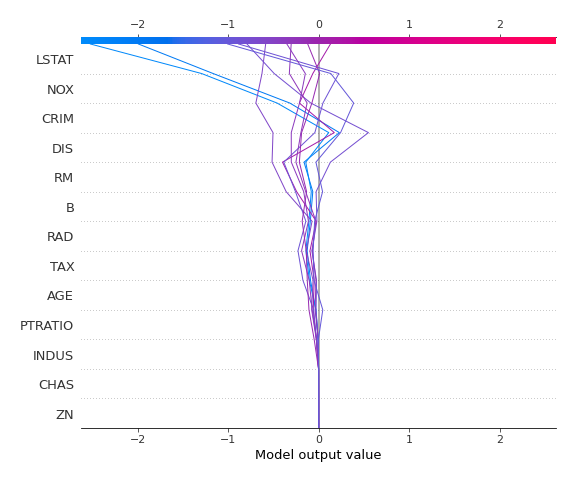 −2 −1 0 1 2
LSTAT
NOX
CRIM
DIS
RM
B
RAD
TAX
AGE
PTRATIO
INDUS
CHAS
ZN
−2 −1 0 1 2
Model output value